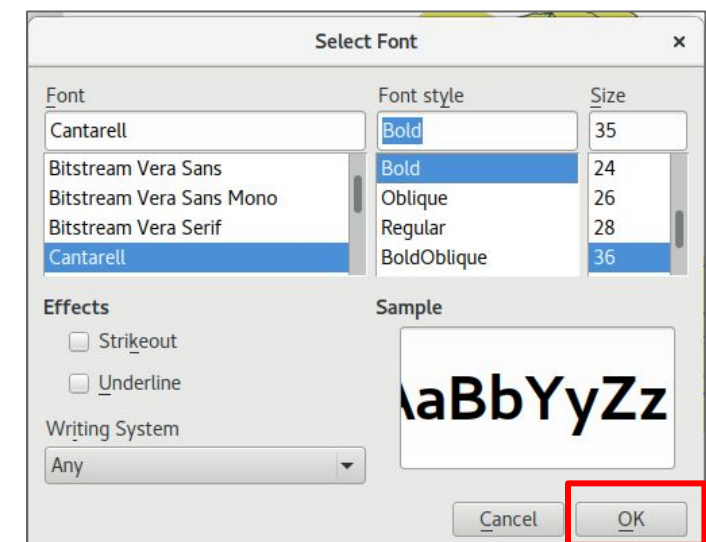 Select Font ×
Font Font style Size
Cantarell Bold 35
Bitstream Vera Sans Bold 24
Bitstream Vera Sans Mono Oblique 26
Bitstream Vera Serif Regular 28
Cantarell BoldOblique 36
Effects Sample
Strikeout
Underline
AaBbYyZz
Writing System
Any
Cancel OK